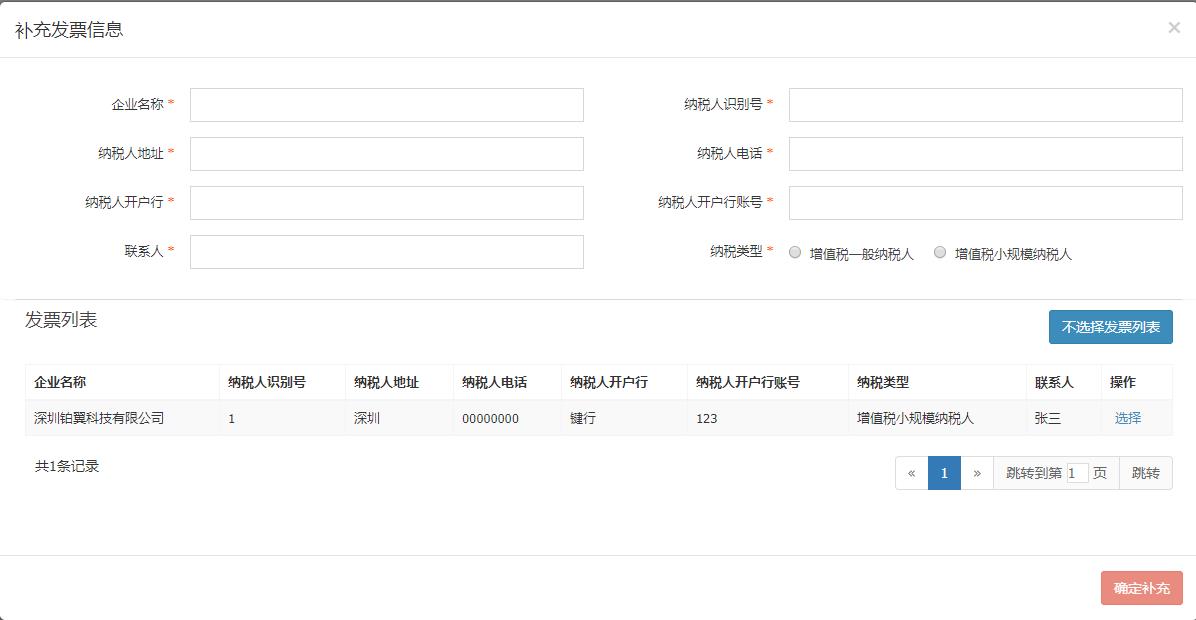 补充发票信息 ×
企业名称 * 纳税人识别号 *
纳税人地址 * 纳税人电话 *
纳税人开户行 * 纳税人开户行账号 *
联系人 * 纳税类型 * 增值税一般纳税人 增值税小规模纳税人
发票列表 不选择发票列表
企业名称 纳税人识别号 纳税人地址 纳税人电话 纳税人开户行 纳税人开户行账号 纳税类型 联系人 操作
深圳铂翼科技有限公司 1 深圳 00000000 键行 123 增值税小规模纳税人 张三 选择
共1条记录 « 1 » 跳转到第 1 页 跳转
确定补充